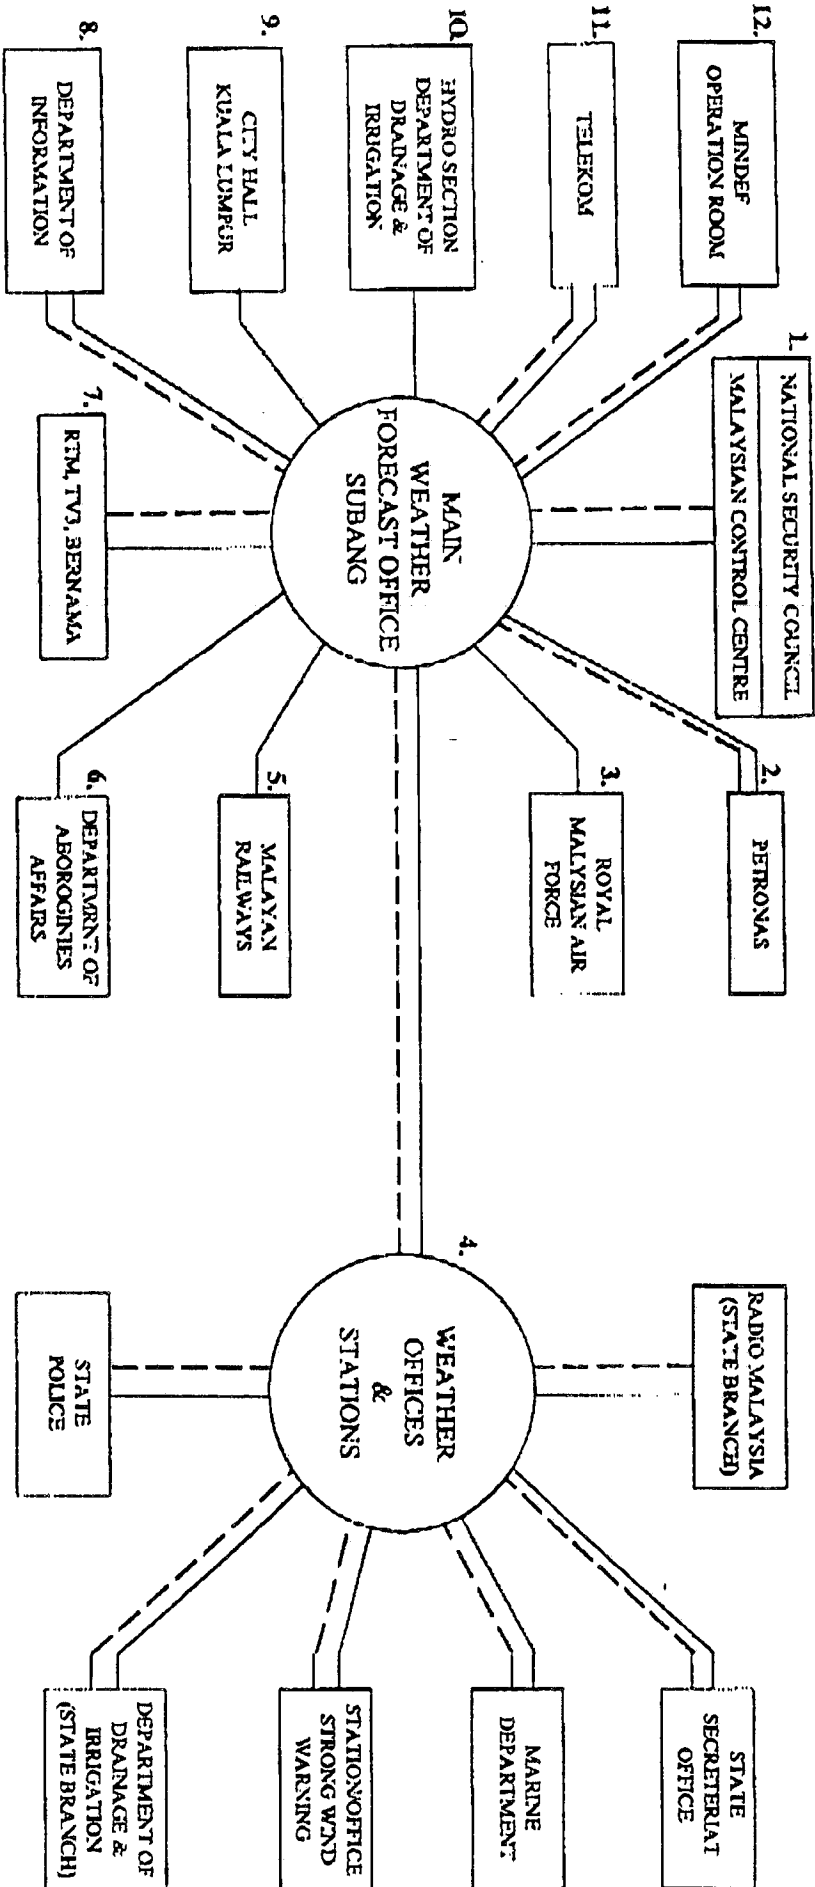 1.
NATIONAL SECURITY COUNCIL
MALAYSIAN CONTROL CENTRE
2.
PETRONAS
3.
ROYAL
MALYSIAN AIR
FORCE
4.
WEATHER
OFFICES
&
STATIONS
5.
MALAYAN
RAILWAYS
6.
DEPARTMRNT OF
ABOROGINIES
AFFAIRS
7.
RTM, TV3, BERNAMA
8.
DEPARTMENT OF
INFORMATION
9.
CITY HALL
KUALA LUMPUR
10.
HYDRO SECTION
DEPARTMENT OF
DRAINAGE &
IRRIGATION
11.
TELEKOM
12.
MINDEF
OPERATION ROOM
MAIN
WEATHER
FORECAST OFFICE
SUBANG
RADIO MALAYSIA
(STATE BRANCH)
STATE
SECRETERIAT
OFFICE
MARINE
DEPARTMENT
STATION/OFFICE
STRONG WIND
WARNING
DEPARTMENT OF
DRAINAGE &
IRRIGATION
(STATE BRANCH)
STATE
POLICE